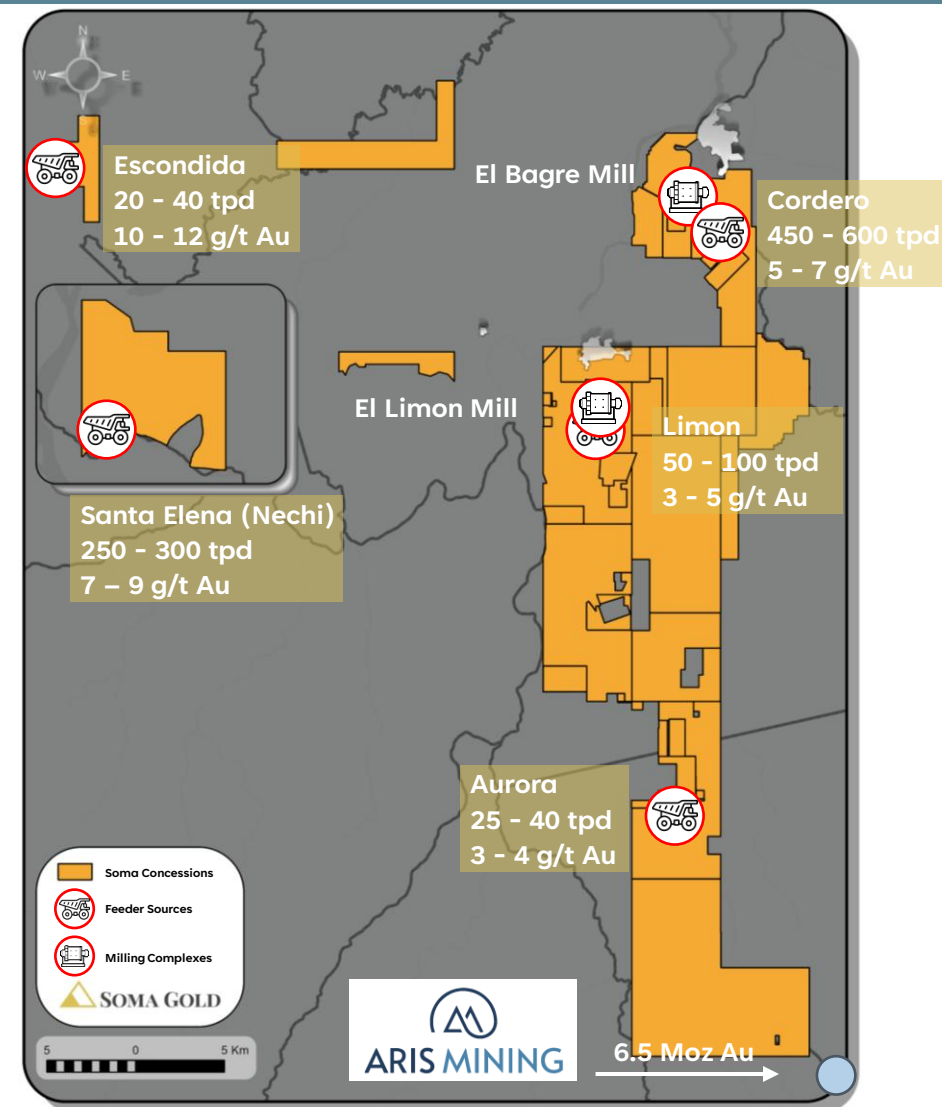 N
W
E
Escondida
20 - 40 tpd
10 - 12 g/t Au
El Bagre Mill
Cordero
450 - 600 tpd
5 - 7 g/t Au
El Limon Mill
Limon
50 - 100 tpd
3 - 5 g/t Au
Santa Elena (Nechi)
250 - 300 tpd
7 – 9 g/t Au
Aurora
25 - 40 tpd
3 - 4 g/t Au
Soma Concessions
Feeder Sources
Milling Complexes
SOMA GOLD
5 0 5 Km
ARIS MINING
6.5 Moz Au